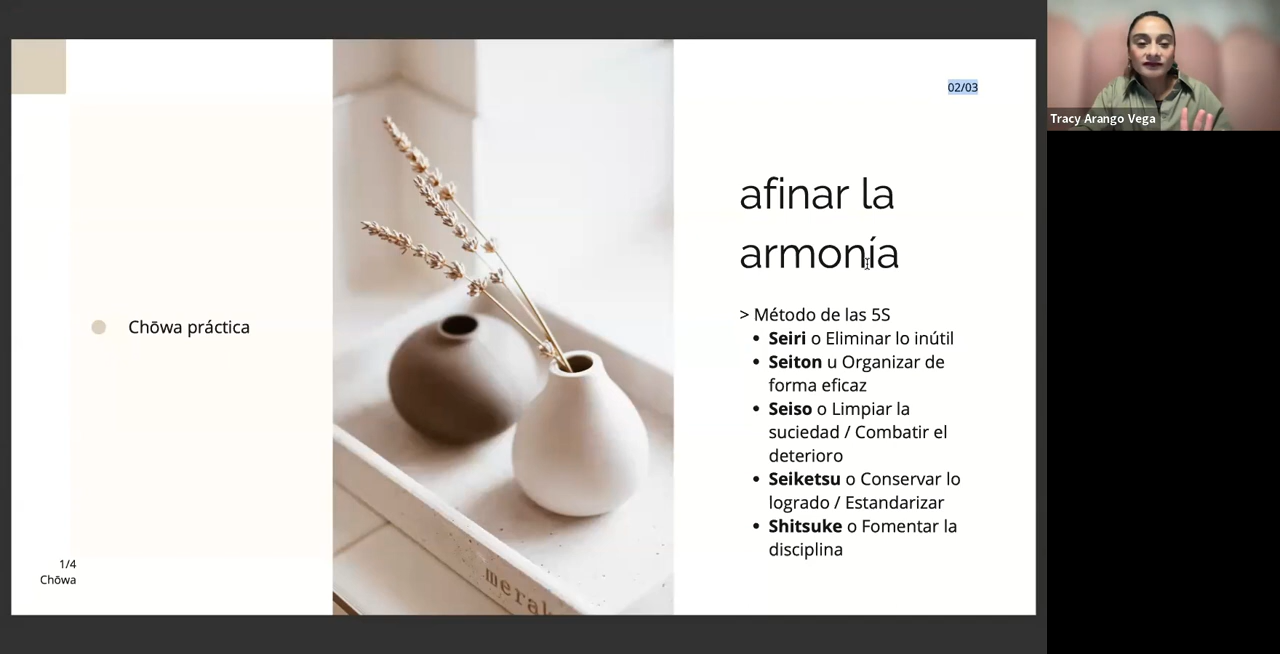 02/03
Tracy Arango Vega
afinar la
armonía
Chōwa práctica
> Método de las 5S
• Seiri o Eliminar lo inútil
• Seiton u Organizar de
forma eficaz
• Seiso o Limpiar la
suciedad / Combatir el
deterioro
• Seiketsu o Conservar lo
logrado / Estandarizar
• Shitsuke o Fomentar la
disciplina
1/4
Chōwa